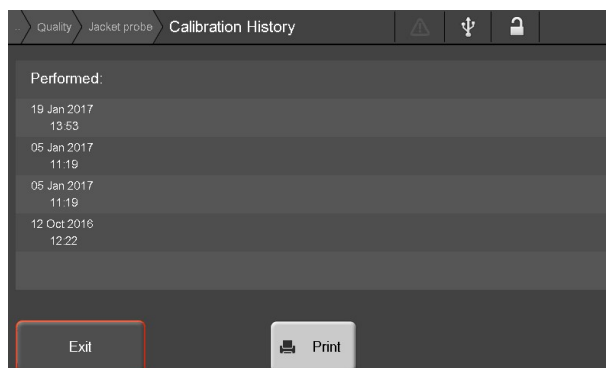 ... Quality Jacket probe Calibration History
Performed:
19 Jan 2017
13:53
05 Jan 2017
11:19
05 Jan 2017
11:19
12 Oct 2016
12:22
Exit
Print